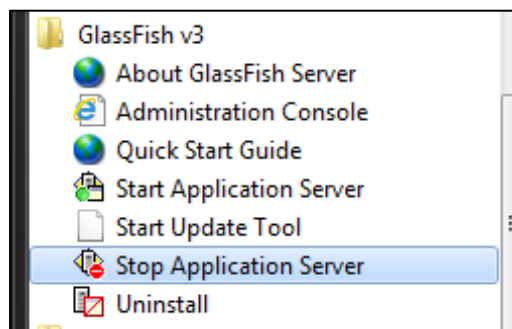 GlassFish v3
About GlassFish Server
Administration Console
Quick Start Guide
Start Application Server
Start Update Tool
Stop Application Server
Uninstall